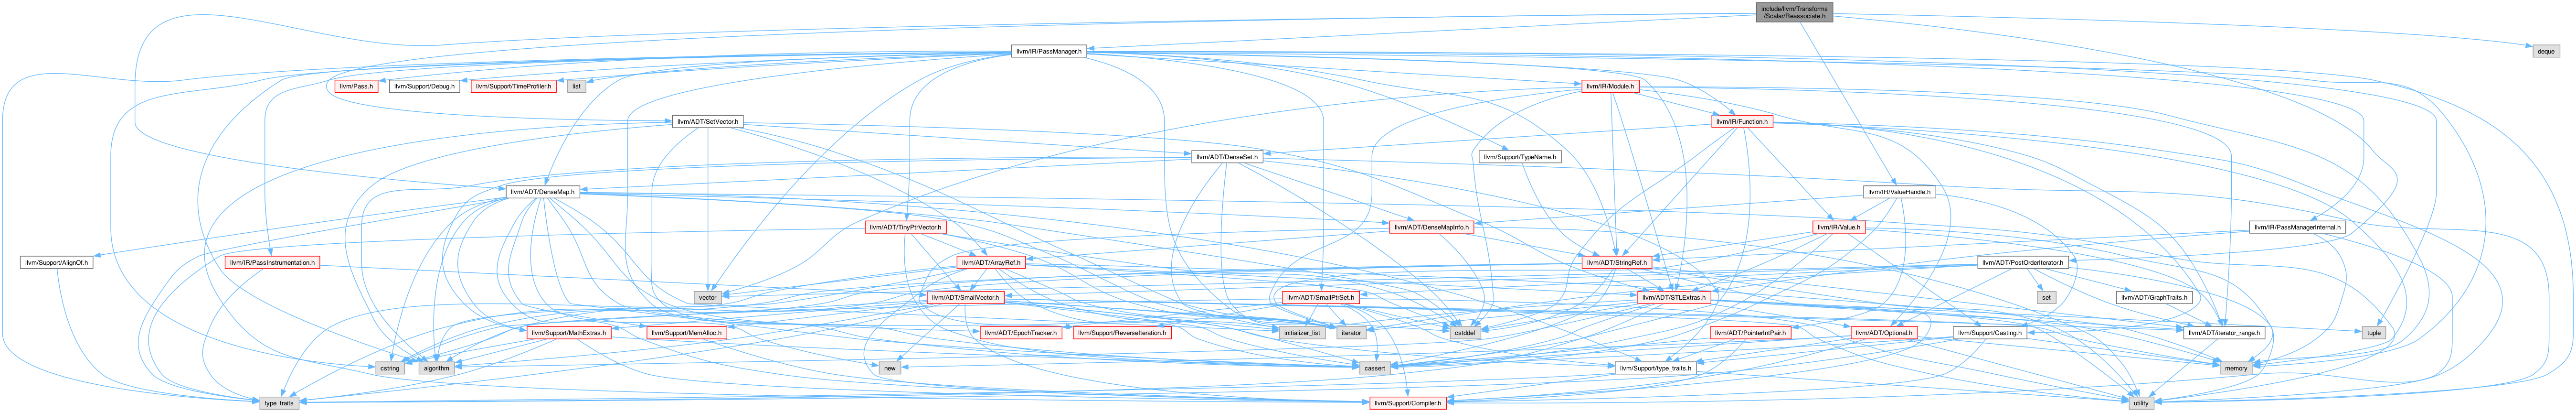 include/llvm/Transforms
/Scalar/Reassociate.h
llvm/IR/PassManager.h
deque
llvm/Pass.h
llvm/Support/Debug.h
llvm/Support/TimeProfiler.h
list
llvm/IR/Module.h
llvm/ADT/SetVector.h
llvm/IR/Function.h
llvm/ADT/DenseSet.h
llvm/Support/TypeName.h
llvm/ADT/DenseMap.h
llvm/IR/ValueHandle.h
llvm/ADT/TinyPtrVector.h
llvm/ADT/DenseMapInfo.h
llvm/IR/Value.h
llvm/IR/PassManagerInternal.h
llvm/Support/AlignOf.h
llvm/IR/PassInstrumentation.h
llvm/ADT/ArrayRef.h
llvm/ADT/StringRef.h
llvm/ADT/PostOrderIterator.h
vector
llvm/ADT/SmallVector.h
llvm/ADT/SmallPtrSet.h
llvm/ADT/STLExtras.h
set
llvm/ADT/GraphTraits.h
llvm/Support/MathExtras.h
llvm/Support/MemAlloc.h
llvm/ADT/EpochTracker.h
llvm/Support/ReverseIteration.h
initializer_list
iterator
cstddef
llvm/ADT/PointerIntPair.h
llvm/ADT/Optional.h
llvm/Support/Casting.h
llvm/ADT/iterator_range.h
tuple
cstring
algorithm
new
cassert
llvm/Support/type_traits.h
memory
type_traits
llvm/Support/Compiler.h
utility